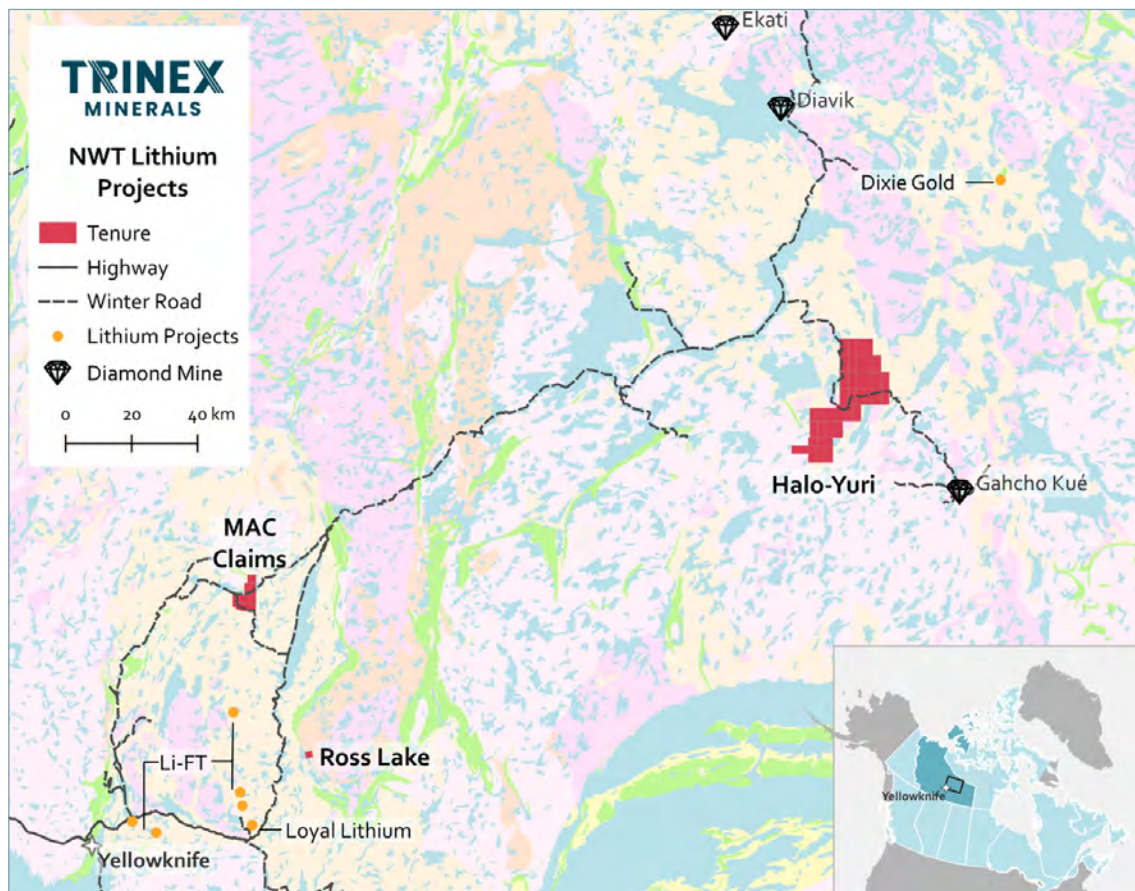 TRINEX
MINERALS
NWT Lithium
Projects
Tenure
Highway
Winter Road
Lithium Projects
Diamond Mine
0 20 40 km
Ekati
Diavik
Dixie Gold
Halo-Yuri
Gahcho Kué
MAC
Claims
Li-FT
Ross Lake
Loyal Lithium
Yellowknife
Yellowknife